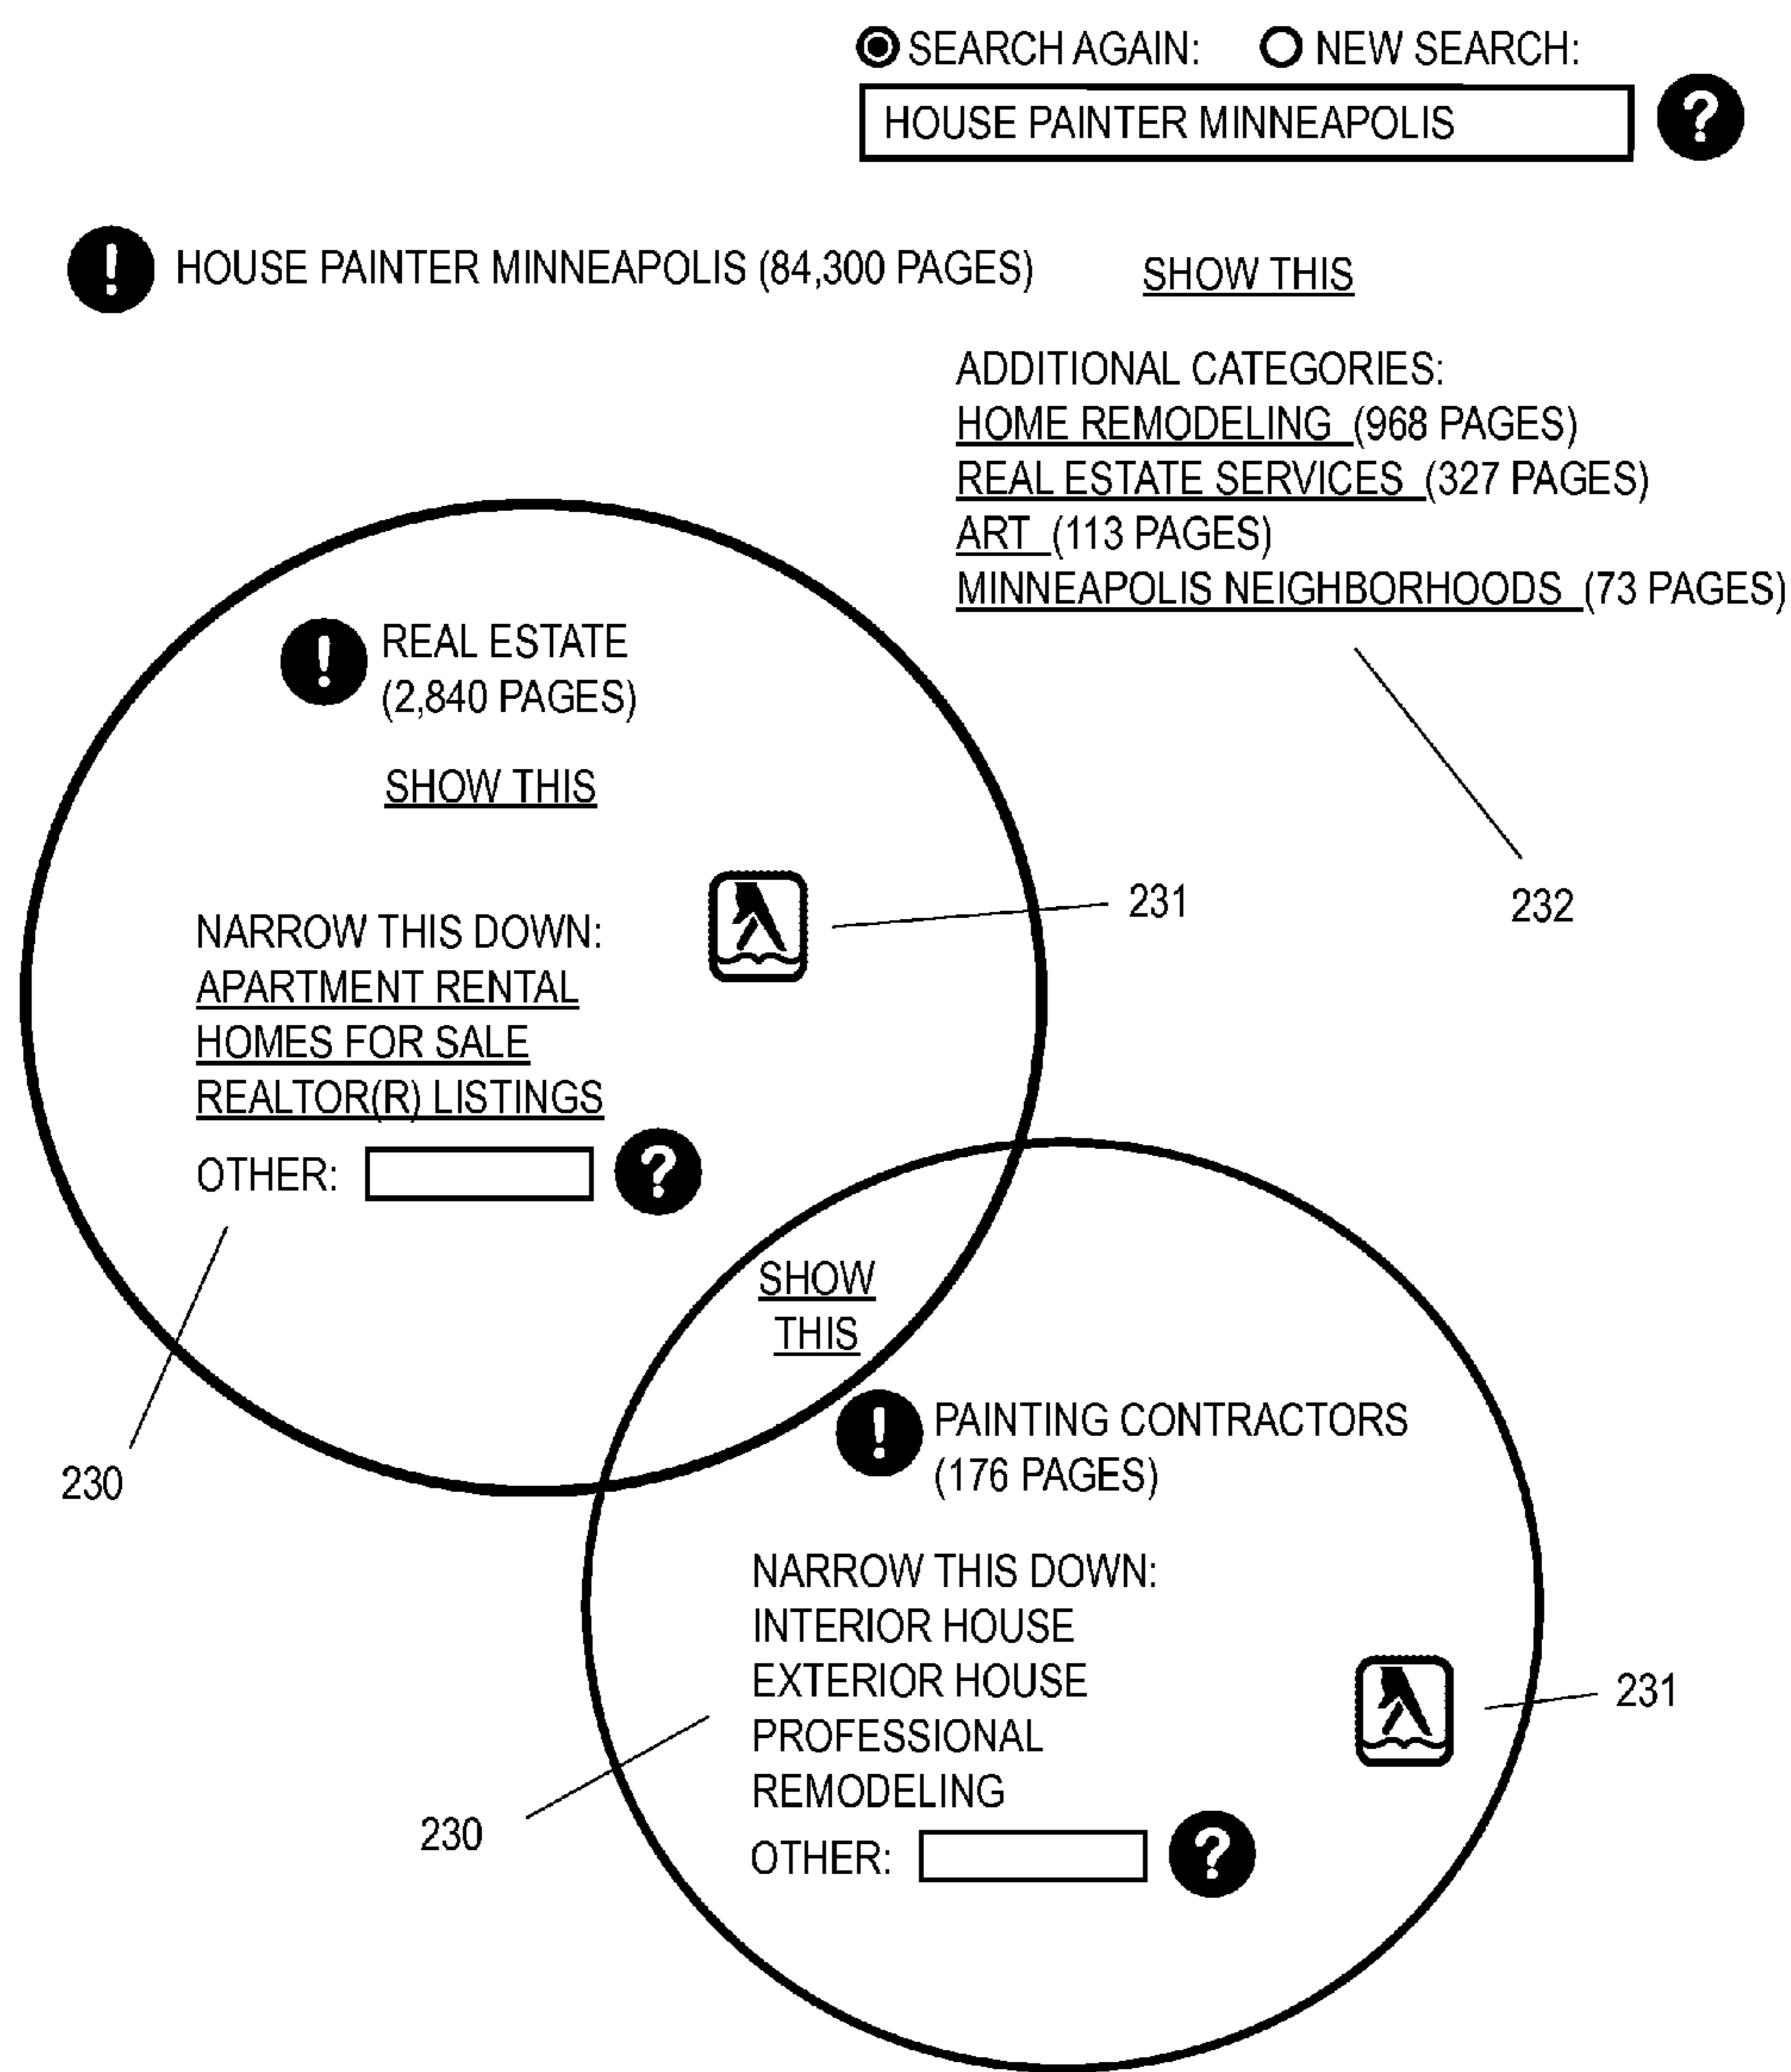 SEARCH AGAIN: NEW SEARCH:
HOUSE PAINTER MINNEAPOLIS
?
! HOUSE PAINTER MINNEAPOLIS (84,300 PAGES) SHOW THIS
ADDITIONAL CATEGORIES:
HOME REMODELING (968 PAGES)
REAL ESTATE SERVICES (327 PAGES)
ART (113 PAGES)
MINNEAPOLIS NEIGHBORHOODS (73 PAGES)
232
! REAL ESTATE
(2,840 PAGES)
SHOW THIS
231
NARROW THIS DOWN:
APARTMENT RENTAL
HOMES FOR SALE
REALTOR(R) LISTINGS
OTHER: ?
230
SHOW
THIS
! PAINTING CONTRACTORS
(176 PAGES)
NARROW THIS DOWN:
INTERIOR HOUSE
EXTERIOR HOUSE
PROFESSIONAL
REMODELING
OTHER: ?
231
230